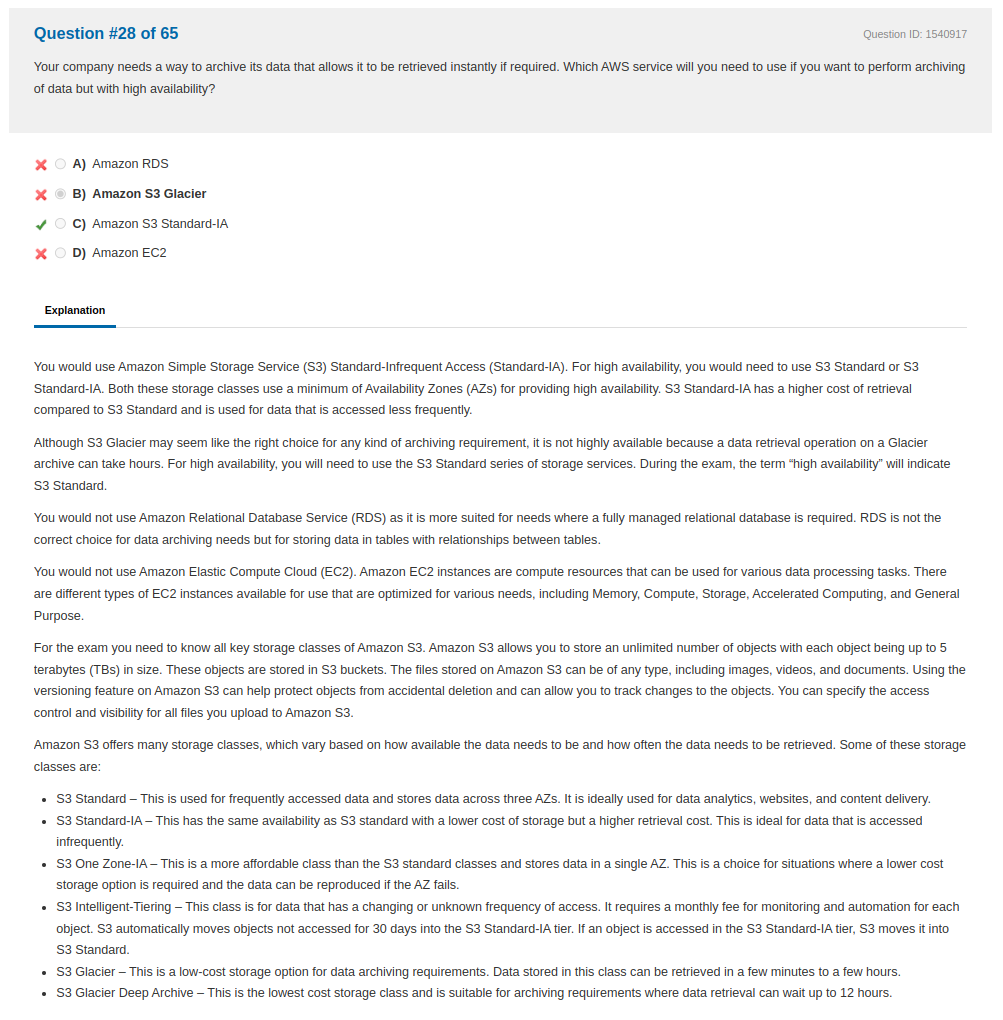 Question #28 of 65
Question ID: 1540917
Your company needs a way to archive its data that allows it to be retrieved instantly if required. Which AWS service will you need to use if you want to perform archiving
of data but with high availability?
A) Amazon RDS
B) Amazon S3 Glacier
C) Amazon S3 Standard-IA
D) Amazon EC2
Explanation
You would use Amazon Simple Storage Service (S3) Standard-Infrequent Access (Standard-IA). For high availability, you would need to use S3 Standard or S3
Standard-IA. Both these storage classes use a minimum of Availability Zones (AZs) for providing high availability. S3 Standard-IA has a higher cost of retrieval
compared to S3 Standard and is used for data that is accessed less frequently.
Although S3 Glacier may seem like the right choice for any kind of archiving requirement, it is not highly available because a data retrieval operation on a Glacier
archive can take hours. For high availability, you will need to use the S3 Standard series of storage services. During the exam, the term “high availability” will indicate
S3 Standard.
You would not use Amazon Relational Database Service (RDS) as it is more suited for needs where a fully managed relational database is required. RDS is not the
correct choice for data archiving needs but for storing data in tables with relationships between tables.
You would not use Amazon Elastic Compute Cloud (EC2). Amazon EC2 instances are compute resources that can be used for various data processing tasks. There
are different types of EC2 instances available for use that are optimized for various needs, including Memory, Compute, Storage, Accelerated Computing, and General
Purpose.
For the exam you need to know all key storage classes of Amazon S3. Amazon S3 allows you to store an unlimited number of objects with each object being up to 5
terabytes (TBs) in size. These objects are stored in S3 buckets. The files stored on Amazon S3 can be of any type, including images, videos, and documents. Using the
versioning feature on Amazon S3 can help protect objects from accidental deletion and can allow you to track changes to the objects. You can specify the access
control and visibility for all files you upload to Amazon S3.
Amazon S3 offers many storage classes, which vary based on how available the data needs to be and how often the data needs to be retrieved. Some of these storage
classes are:
• S3 Standard – This is used for frequently accessed data and stores data across three AZs. It is ideally used for data analytics, websites, and content delivery.
• S3 Standard-IA – This has the same availability as S3 standard with a lower cost of storage but a higher retrieval cost. This is ideal for data that is accessed
infrequently.
• S3 One Zone-IA – This is a more affordable class than the S3 standard classes and stores data in a single AZ. This is a choice for situations where a lower cost
storage option is required and the data can be reproduced if the AZ fails.
• S3 Intelligent-Tiering – This class is for data that has a changing or unknown frequency of access. It requires a monthly fee for monitoring and automation for each
object. S3 automatically moves objects not accessed for 30 days into the S3 Standard-IA tier. If an object is accessed in the S3 Standard-IA tier, S3 moves it into
S3 Standard.
• S3 Glacier – This is a low-cost storage option for data archiving requirements. Data stored in this class can be retrieved in a few minutes to a few hours.
• S3 Glacier Deep Archive – This is the lowest cost storage class and is suitable for archiving requirements where data retrieval can wait up to 12 hours.